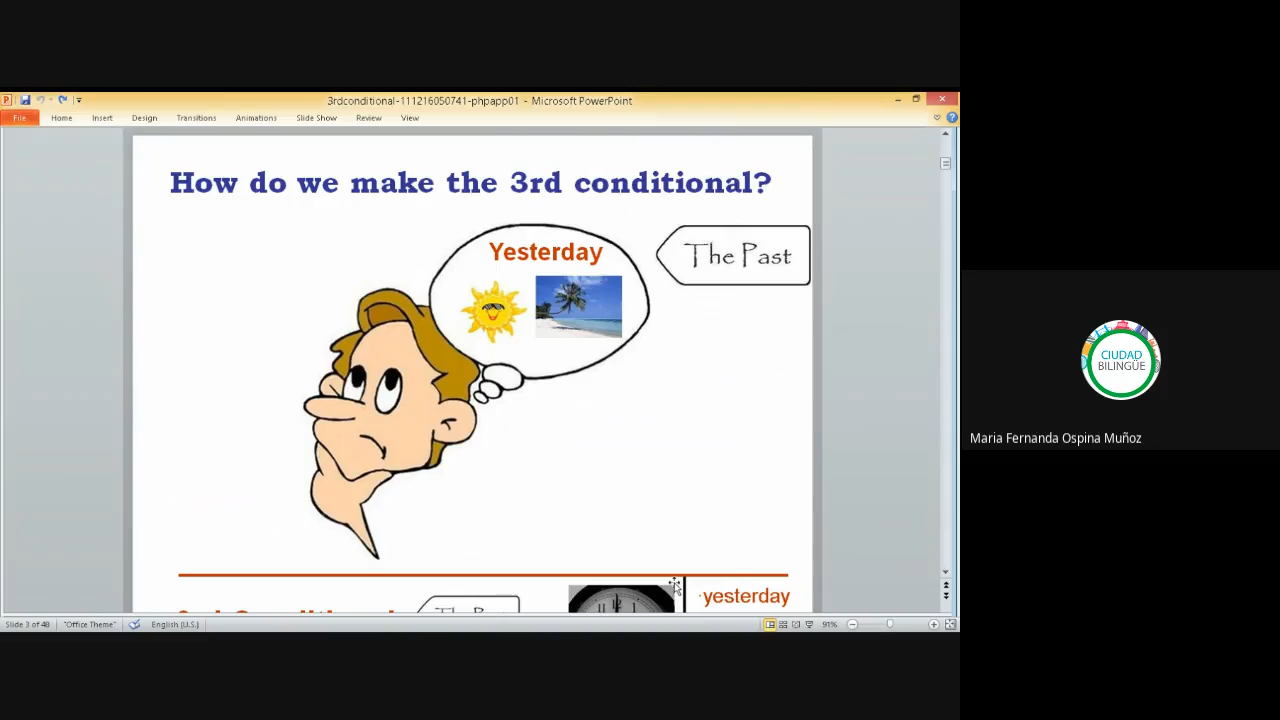 3rdconditional-111216050741-phpapp01 - Microsoft PowerPoint
File Home Insert Design Transitions Animations Slide Show Review View
How do we make the 3rd conditional?
Yesterday
The Past
yesterday
Slide 3 of 48 "Office Theme" English (U.S.) 91%
CIUDAD
BILINGÜE
Maria Fernanda Ospina Muñoz